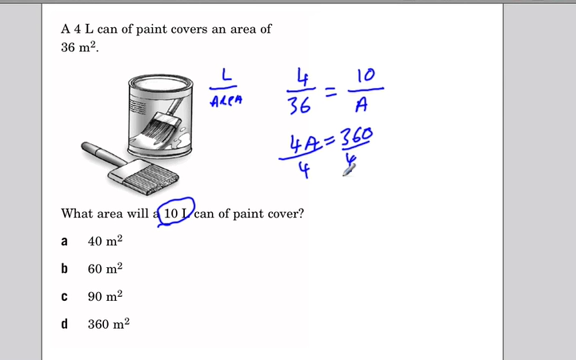 A 4 L can of paint covers an area of
36 m².
L
AREA
4
36
=
10
A
4A = 360
4
4
What area will a 10 L can of paint cover?
a 40 m²
b 60 m²
c 90 m²
d 360 m²